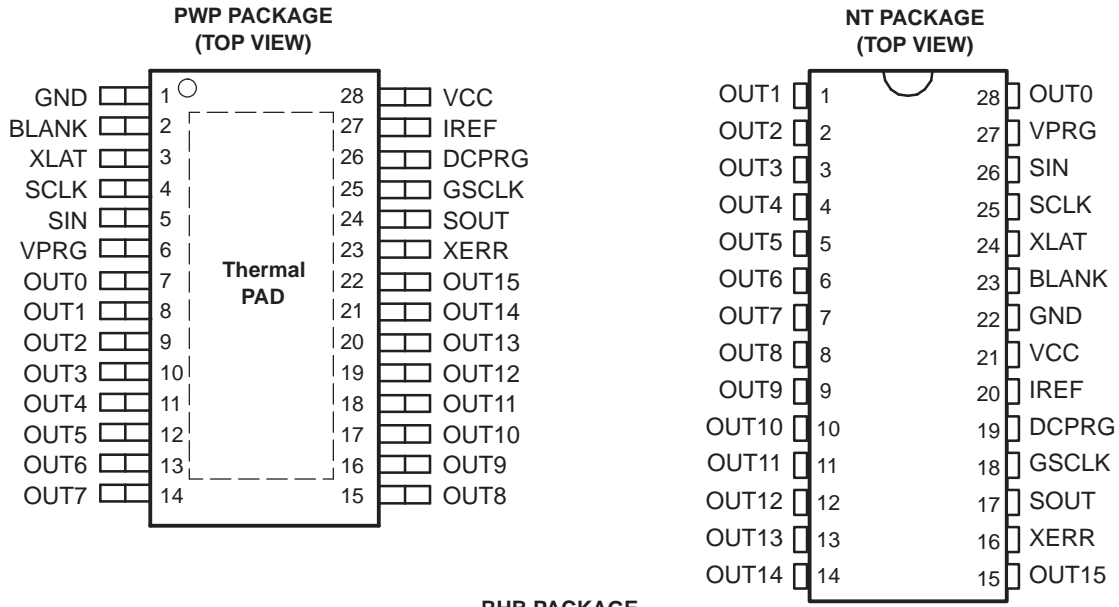 PWP PACKAGE
(TOP VIEW)
GND 1 28 VCC
BLANK 2 27 IREF
XLAT 3 26 DCPRG
SCLK 4 25 GSCLK
SIN 5 24 SOUT
VPRG 6 23 XERR
OUT0 7 22 OUT15
OUT1 8 21 OUT14
OUT2 9 20 OUT13
OUT3 10 19 OUT12
OUT4 11 18 OUT11
OUT5 12 17 OUT10
OUT6 13 16 OUT9
OUT7 14 15 OUT8
Thermal
PAD
NT PACKAGE
(TOP VIEW)
OUT1 1 28 OUT0
OUT2 2 27 VPRG
OUT3 3 26 SIN
OUT4 4 25 SCLK
OUT5 5 24 XLAT
OUT6 6 23 BLANK
OUT7 7 22 GND
OUT8 8 21 VCC
OUT9 9 20 IREF
OUT10 10 19 DCPRG
OUT11 11 18 GSCLK
OUT12 12 17 SOUT
OUT13 13 16 XERR
OUT14 14 15 OUT15
PACKAGE